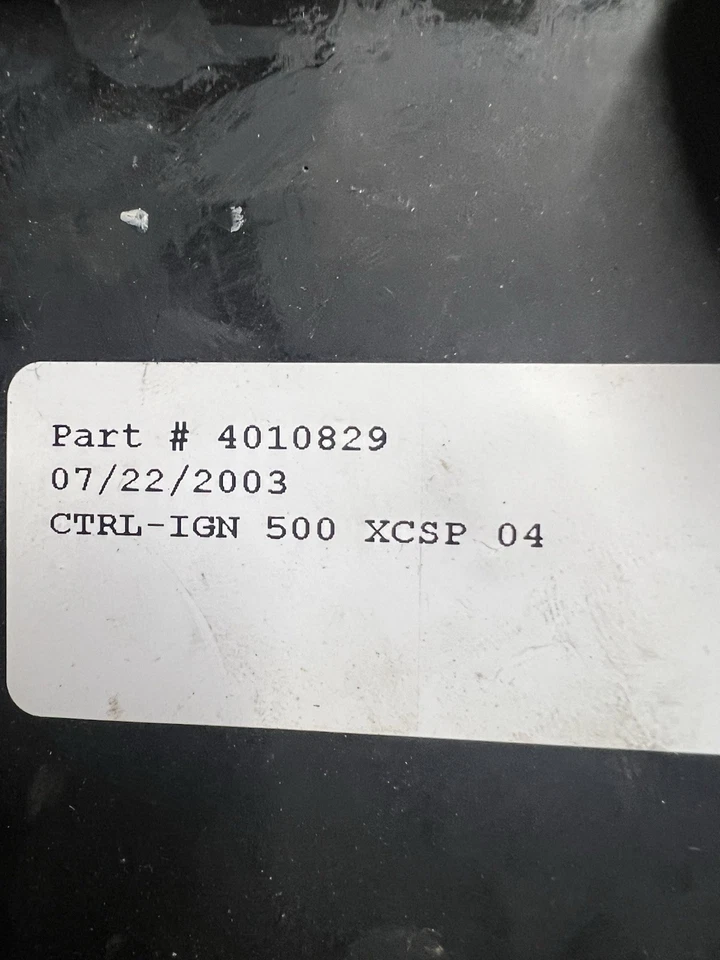 Part # 4010829
07/22/2003
CTRL-IGN 500 XCSP 04